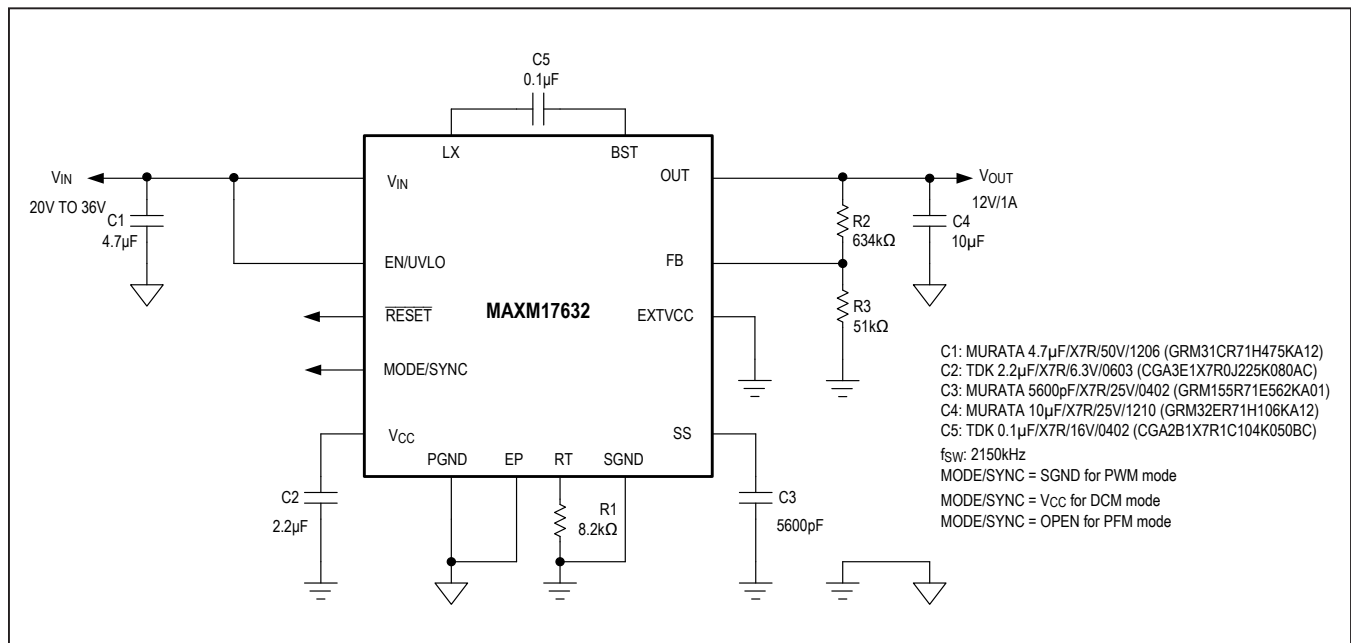 C5
0.1µF
LX
BST
VIN
20V TO 36V
C1
4.7µF
VIN
EN/UVLO
RESET
MODE/SYNC
VCC
MAXM17632
OUT
FB
EXTVCC
SS
PGND
EP
RT
SGND
VOUT
12V/1A
R2
634kΩ
C4
10µF
R3
51kΩ
C2
2.2µF
R1
8.2kΩ
C3
5600pF
C1: MURATA 4.7µF/X7R/50V/1206 (GRM31CR71H475KA12)
C2: TDK 2.2µF/X7R/6.3V/0603 (CGA3E1X7R0J225K080AC)
C3: MURATA 5600pF/X7R/25V/0402 (GRM155R71E562KA01)
C4: MURATA 10µF/X7R/25V/1210 (GRM32ER71H106KA12)
C5: TDK 0.1µF/X7R/16V/0402 (CGA2B1X7R1C104K050BC)
fSW: 2150kHz
MODE/SYNC = SGND for PWM mode
MODE/SYNC = VCC for DCM mode
MODE/SYNC = OPEN for PFM mode